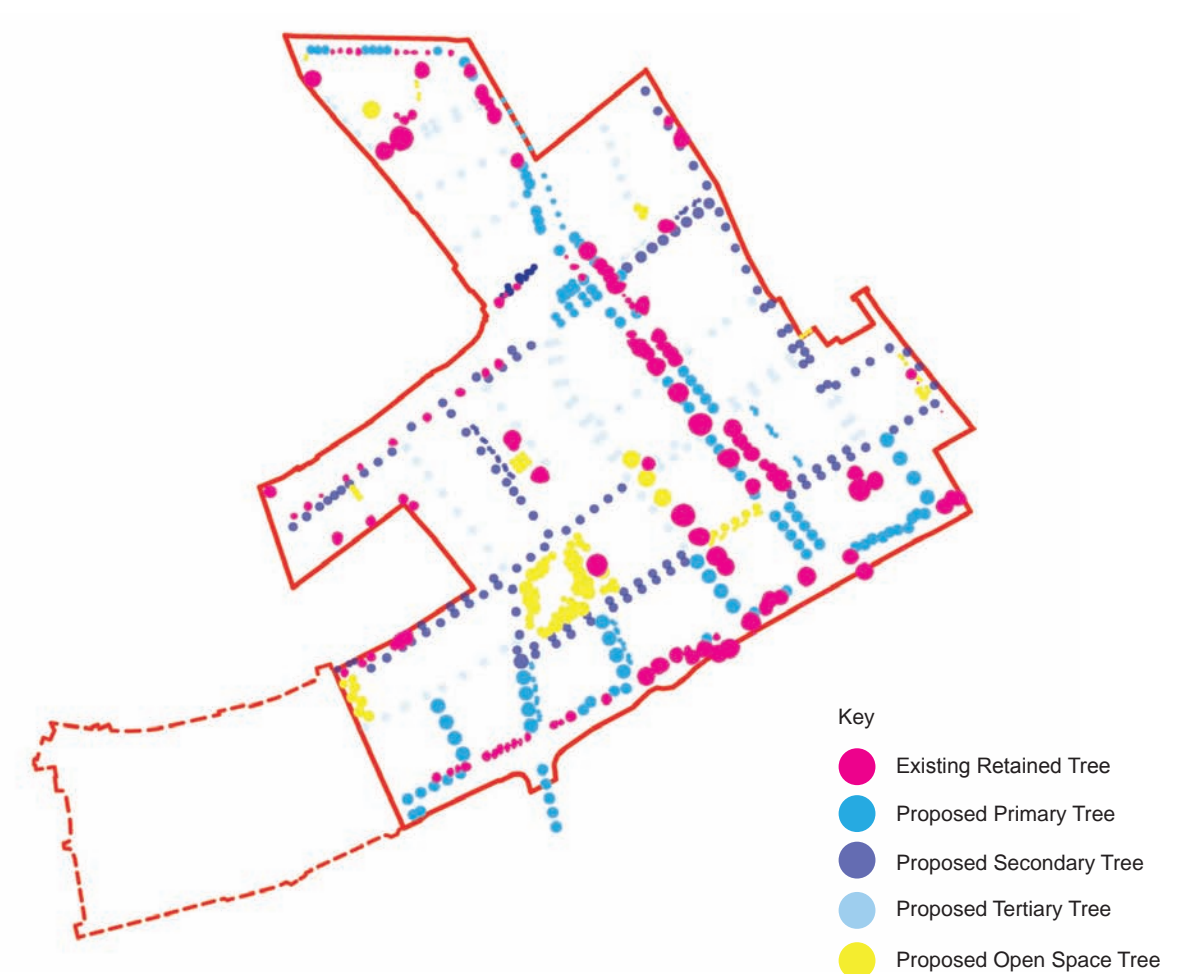 Key
Existing Retained Tree
Proposed Primary Tree
Proposed Secondary Tree
Proposed Tertiary Tree
Proposed Open Space Tree